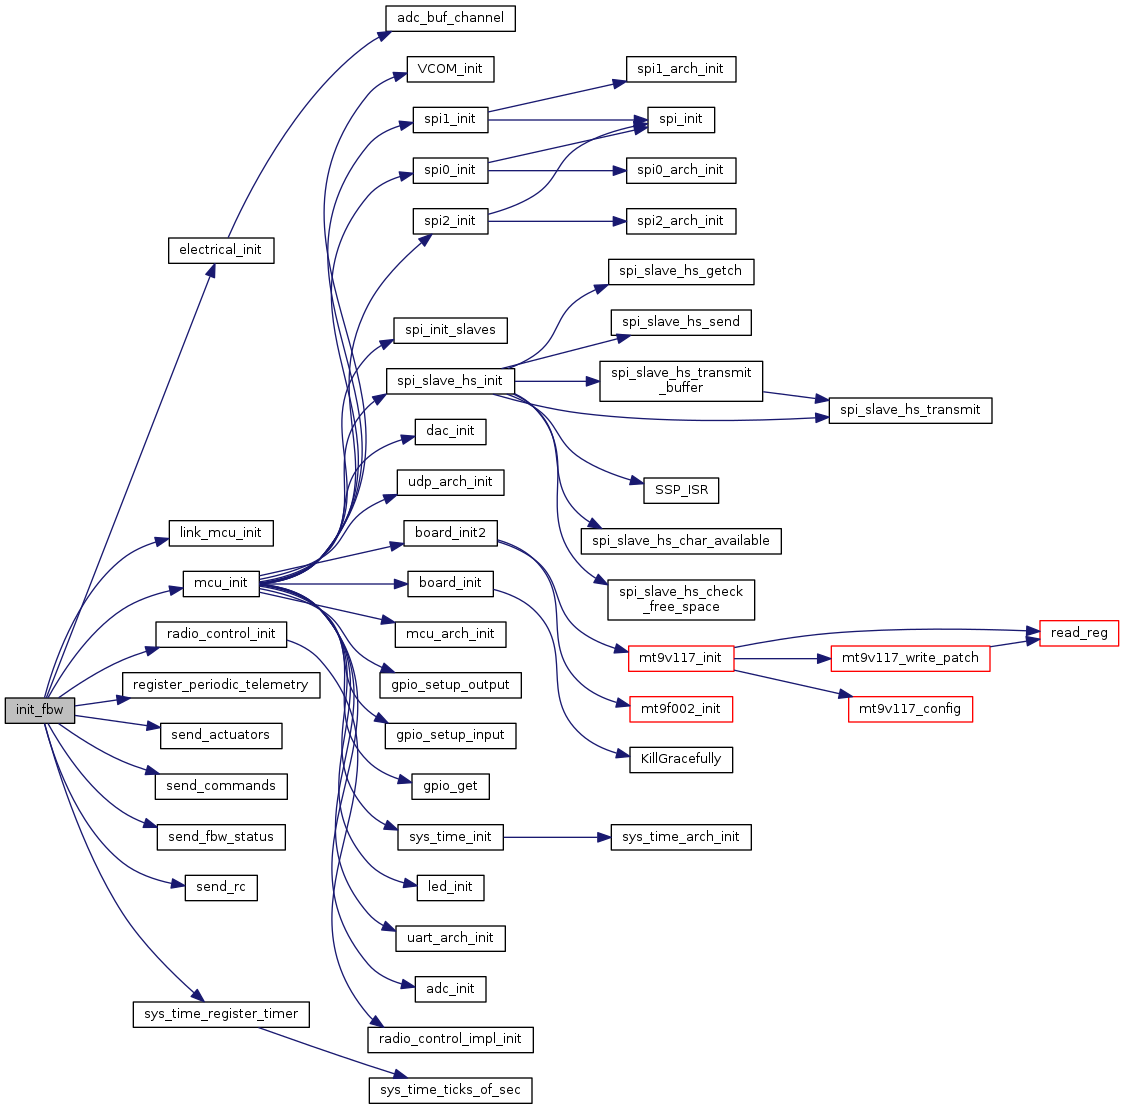 adc_buf_channel
VCOM_init
spi1_arch_init
spi1_init
spi_init
spi0_init
spi0_arch_init
spi2_init
spi2_arch_init
electrical_init
spi_slave_hs_getch
spi_init_slaves
spi_slave_hs_send
spi_slave_hs_init
spi_slave_hs_transmit
_buffer
spi_slave_hs_transmit
dac_init
udp_arch_init
SSP_ISR
link_mcu_init
board_init2
spi_slave_hs_char_available
mcu_init
board_init
spi_slave_hs_check
_free_space
radio_control_init
mcu_arch_init
read_reg
mt9v117_init
mt9v117_write_patch
register_periodic_telemetry
gpio_setup_output
init_fbw
mt9f002_init
mt9v117_config
send_actuators
gpio_setup_input
KillGracefully
send_commands
gpio_get
send_fbw_status
sys_time_init
sys_time_arch_init
send_rc
led_init
uart_arch_init
adc_init
sys_time_register_timer
radio_control_impl_init
sys_time_ticks_of_sec